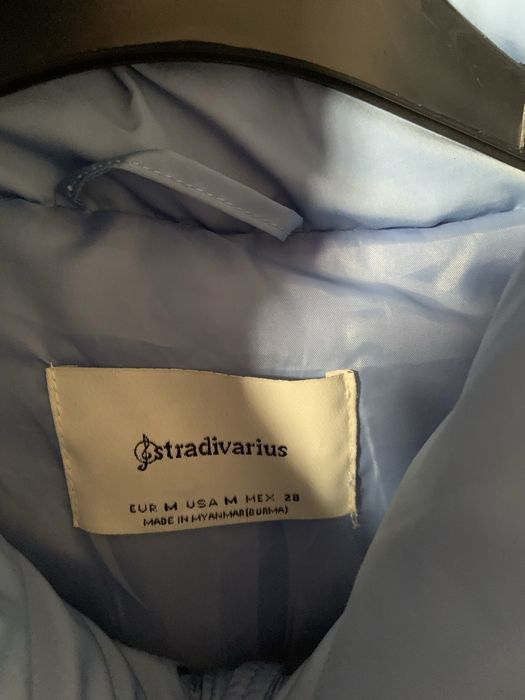 stradivarius
EUR M USA M MEX 28
MADE IN MYANMAR(BURMA)